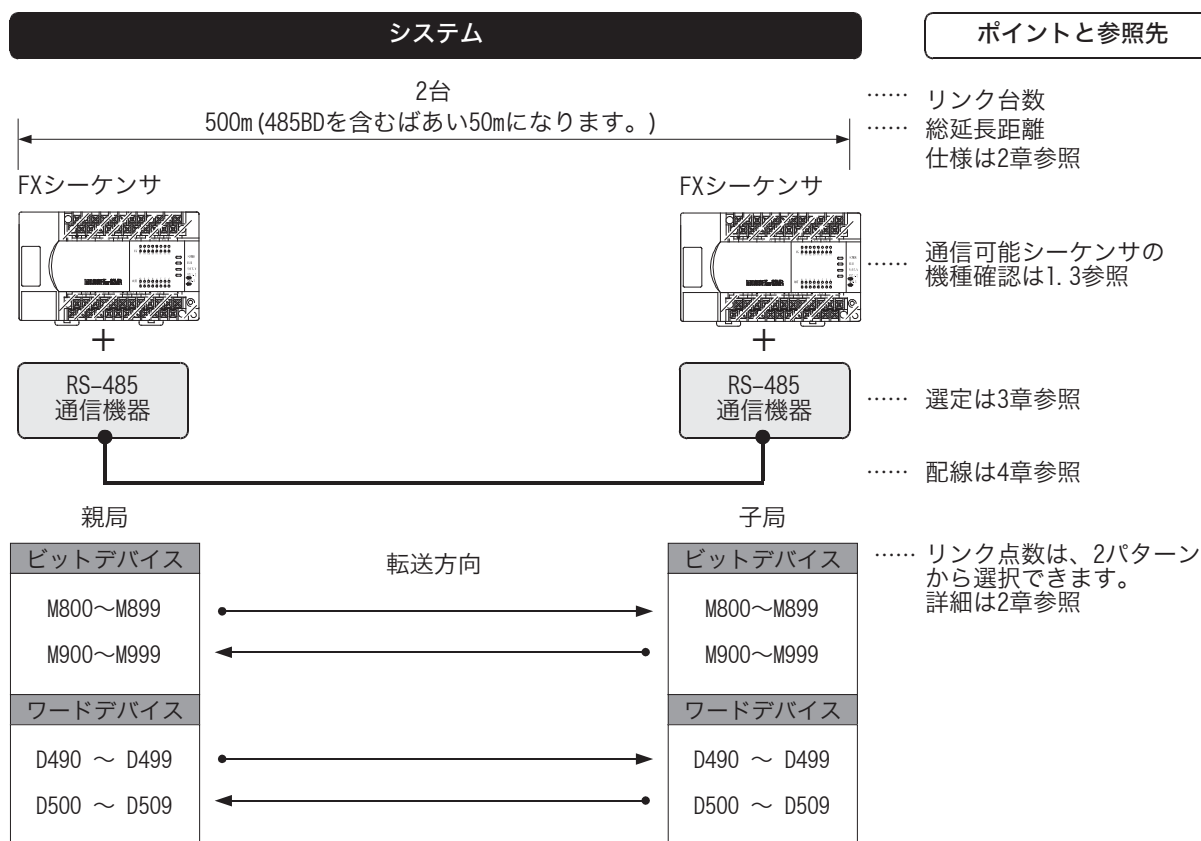 システム
ポイントと参照先
2台
500m(485BDを含むばあい50mになります。)
…… リンク台数
…… 総延長距離
仕様は2章参照
FXシーケンサ
FXシーケンサ
…… 通信可能シーケンサの
機種確認は1.3参照
+
+
RS-485
通信機器
RS-485
通信機器
…… 選定は3章参照
…… 配線は4章参照
親局
子局
ビットデバイス
転送方向
ビットデバイス
…… リンク点数は、2パターン
から選択できます。
詳細は2章参照
M800～M899
M800～M899
M900～M999
M900～M999
ワードデバイス
ワードデバイス
D490 ～ D499
D490 ～ D499
D500 ～ D509
D500 ～ D509